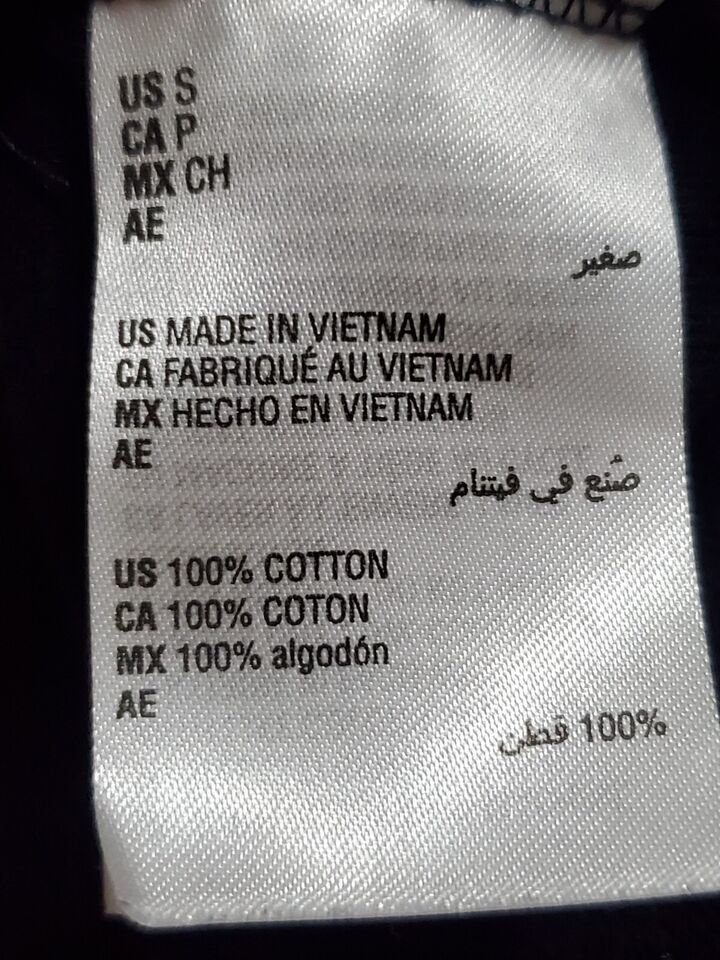 US S
CA P
MX CH
AE
صغير
US MADE IN VIETNAM
CA FABRIQUÉ AU VIETNAM
MX HECHO EN VIETNAM
AE
صُنع في فيتنام
US 100% COTTON
CA 100% COTON
MX 100% algodón
AE
100% قطن